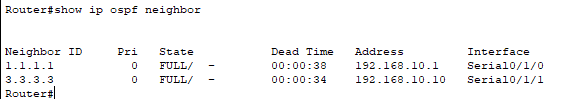 Router#show ip ospf neighbor
Neighbor ID     Pri   State           Dead Time   Address         Interface
1.1.1.1           0   FULL/  -        00:00:38    192.168.10.1    Serial0/1/0
3.3.3.3           0   FULL/  -        00:00:34    192.168.10.10   Serial0/1/1
Router#